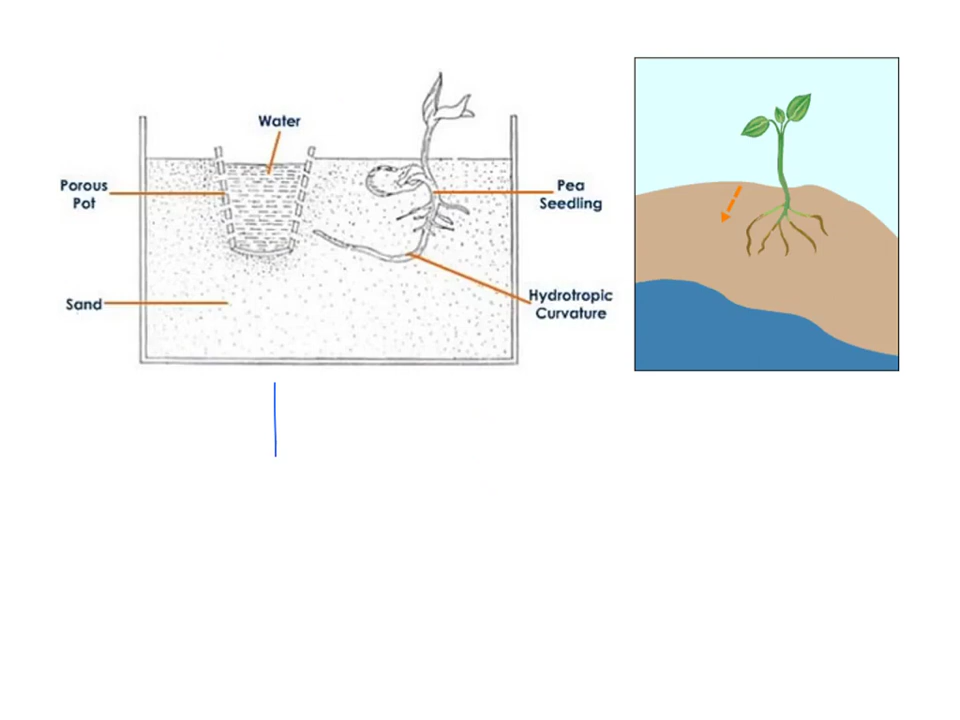 Water
Porous
Pot
Pea
Seedling
Sand
Hydrotropic
Curvature